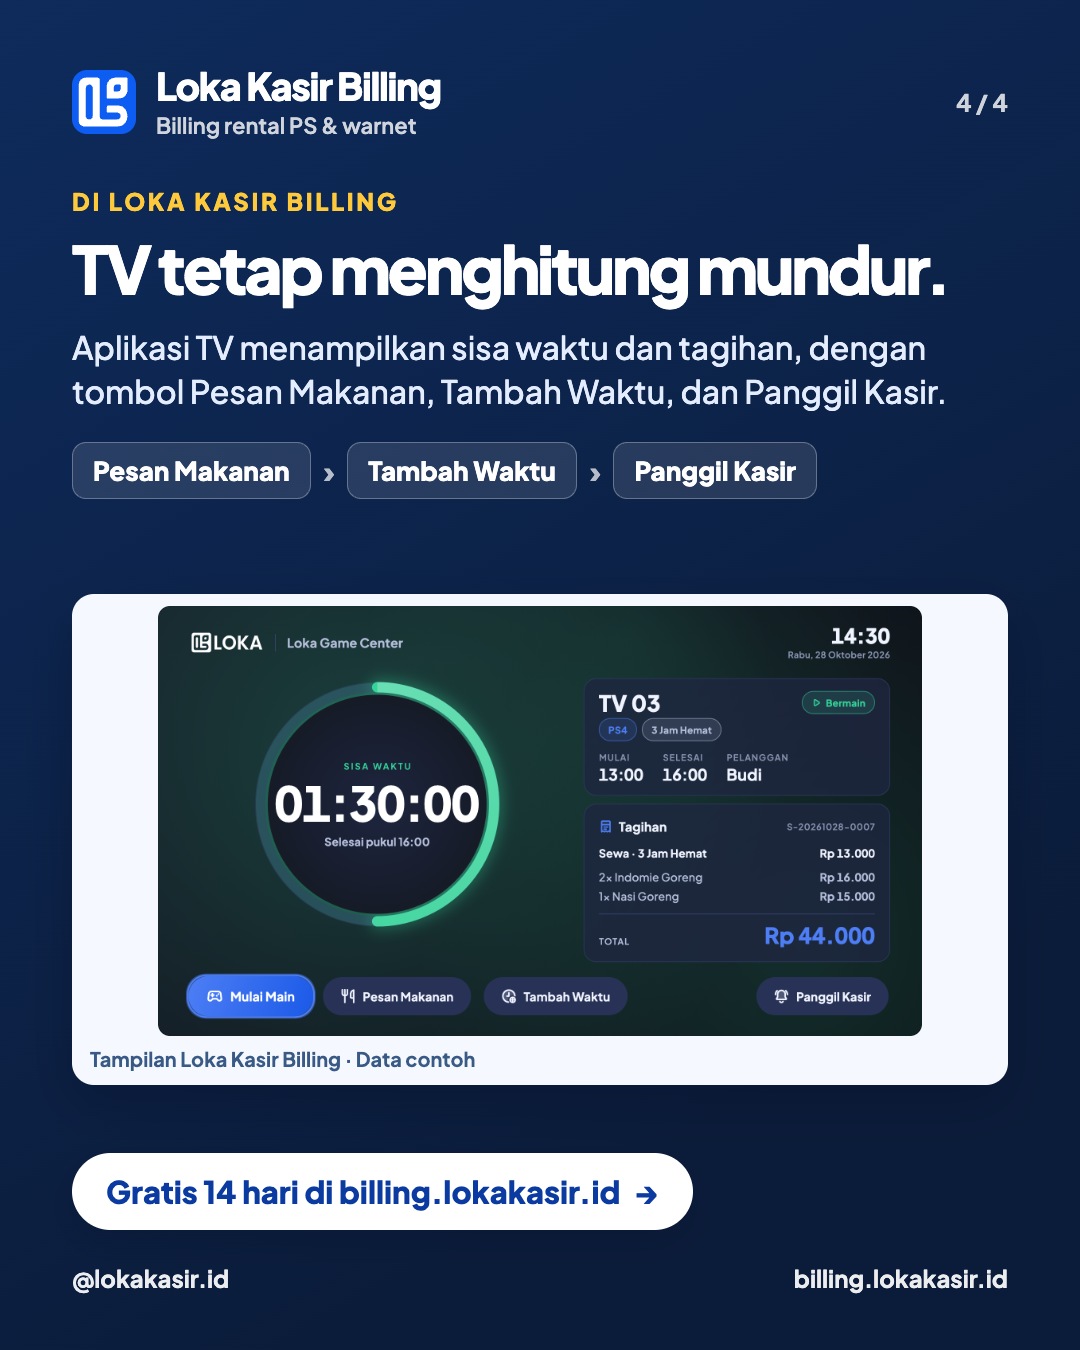 Loka Kasir Billing
Billing rental PS & warnet
4 / 4
DI LOKA KASIR BILLING
TV tetap menghitung mundur.
Aplikasi TV menampilkan sisa waktu dan tagihan, dengan
tombol Pesan Makanan, Tambah Waktu, dan Panggil Kasir.
Pesan Makanan › Tambah Waktu › Panggil Kasir
LOKA | Loka Game Center
14:30
Rabu, 28 Oktober 2026
SISA WAKTU
01:30:00
Selesai pukul 16:00
TV 03
Bermain
PS4
3 Jam Hemat
MULAI SELESAI PELANGGAN
13:00 16:00 Budi
Tagihan S-20261028-0007
Sewa · 3 Jam Hemat Rp 13.000
2× Indomie Goreng Rp 16.000
1× Nasi Goreng Rp 15.000
TOTAL Rp 44.000
Mulai Main Pesan Makanan Tambah Waktu Panggil Kasir
Tampilan Loka Kasir Billing · Data contoh
Gratis 14 hari di billing.lokakasir.id →
@lokakasir.id
billing.lokakasir.id